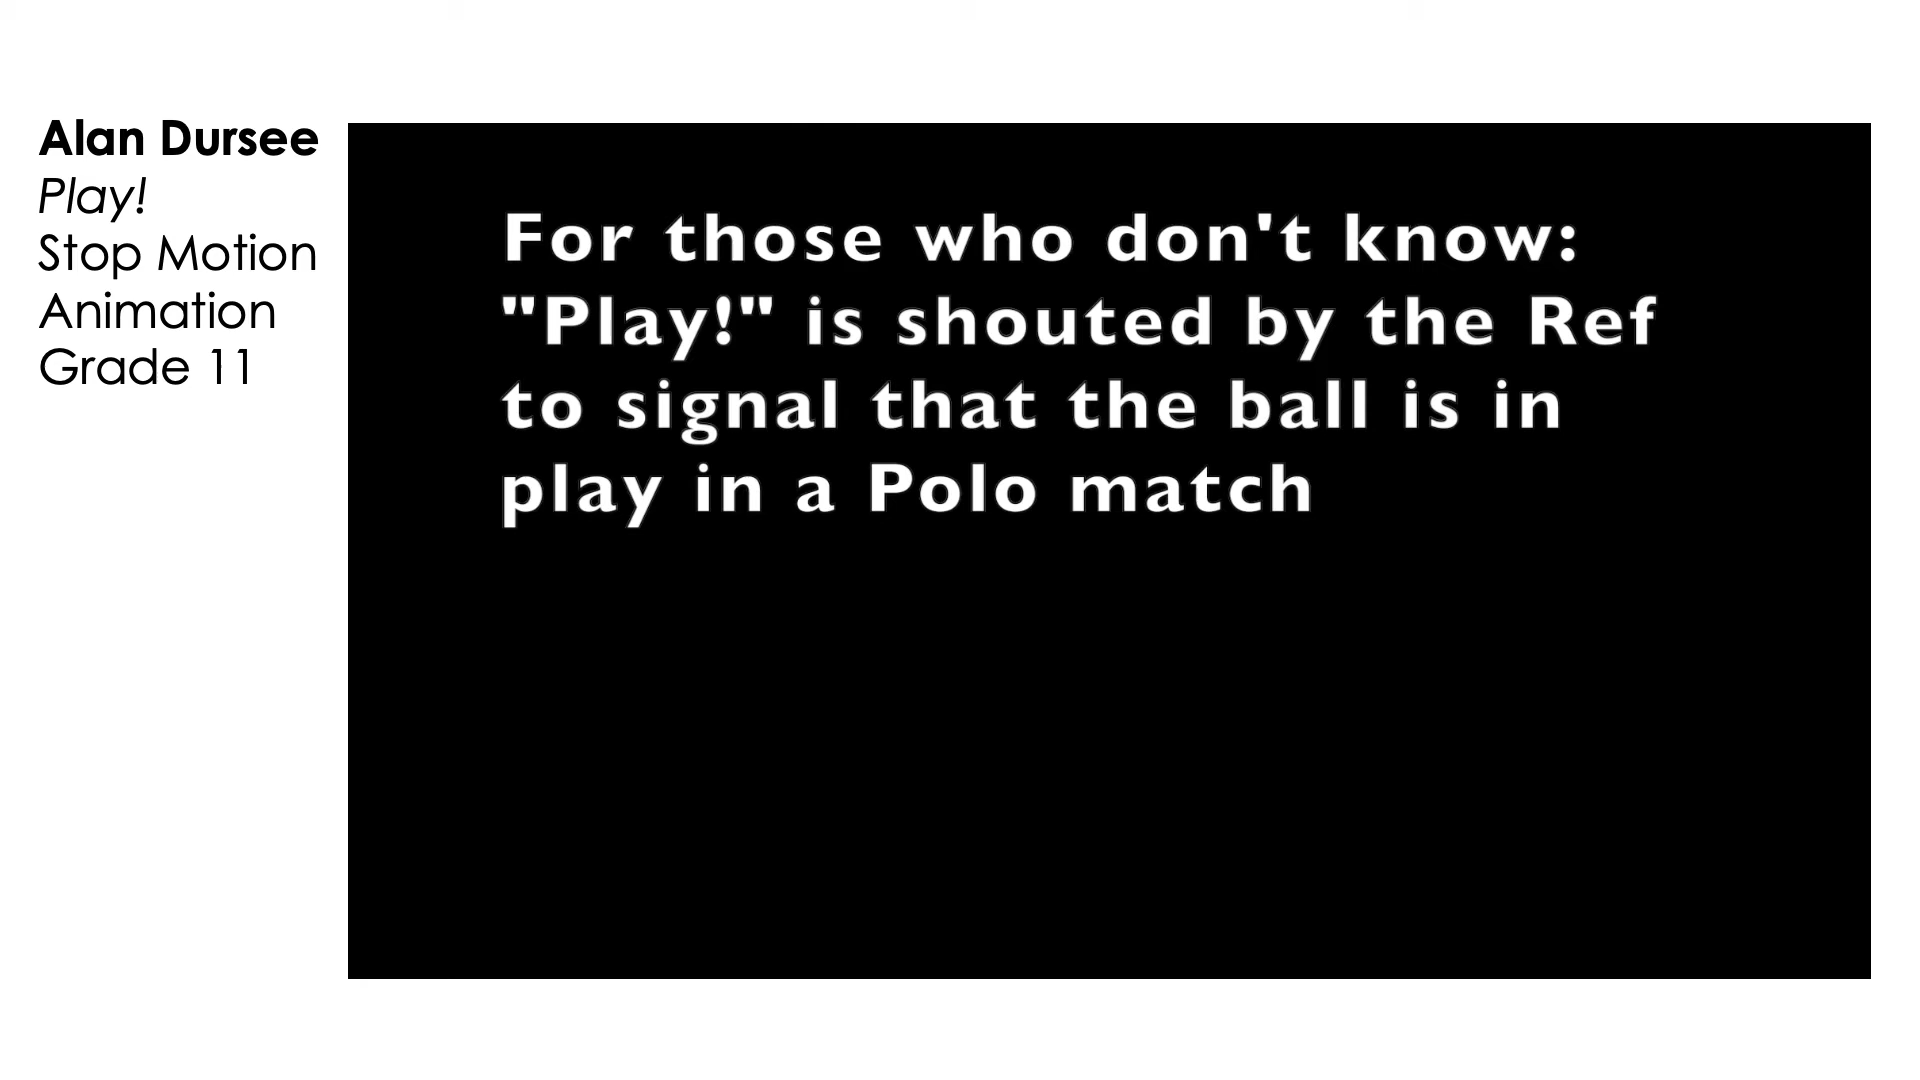 Alan Dursee
Play!
Stop Motion
Animation
Grade 11
For those who don't know:
"Play!" is shouted by the Ref
to signal that the ball is in
play in a Polo match